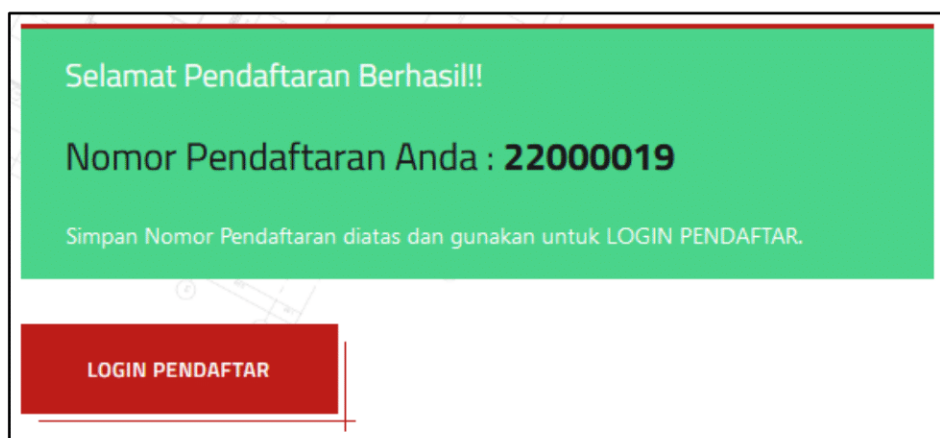 Selamat Pendaftaran Berhasil!!
Nomor Pendaftaran Anda : 22000019
Simpan Nomor Pendaftaran diatas dan gunakan untuk LOGIN PENDAFTAR.
LOGIN PENDAFTAR